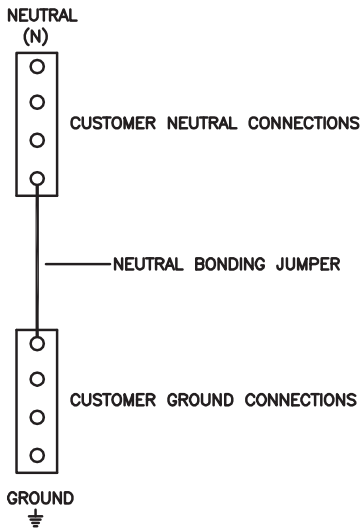 NEUTRAL
(N)
CUSTOMER NEUTRAL CONNECTIONS
NEUTRAL BONDING JUMPER
CUSTOMER GROUND CONNECTIONS
GROUND